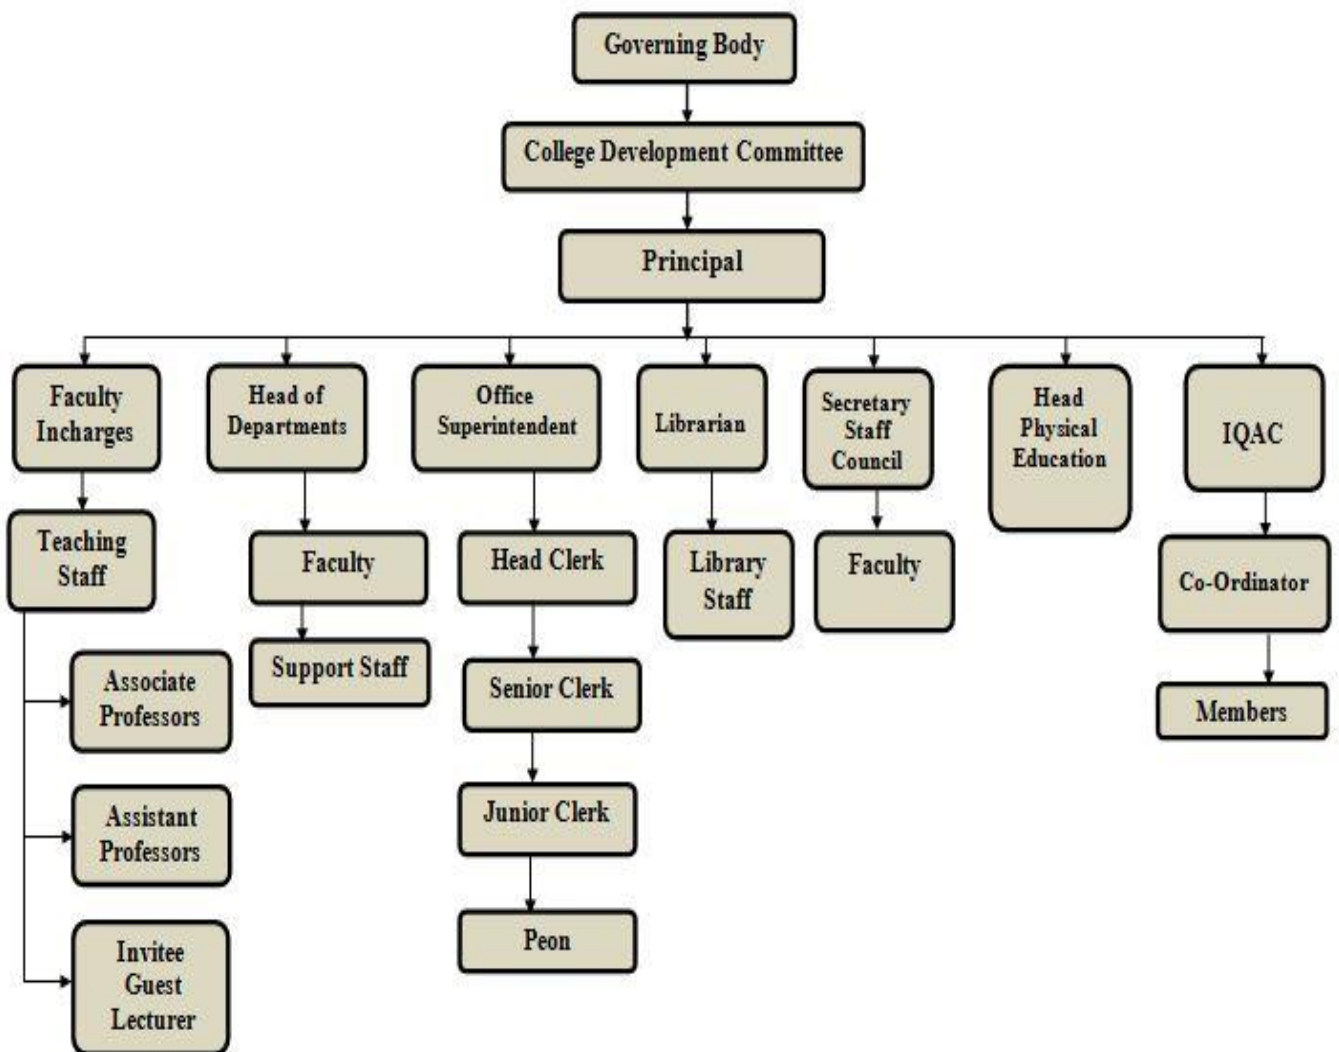 Governing Body
College Development Committee
Principal
Faculty
Incharges
Head of
Departments
Office
Superintendent
Librarian
Secretary
Staff
Council
Head
Physical
Education
IQAC
Teaching
Staff
Faculty
Head Clerk
Library
Staff
Faculty
Co-Ordinator
Associate
Professors
Support Staff
Senior Clerk
Members
Assistant
Professors
Junior Clerk
Invitee
Guest
Lecturer
Peon